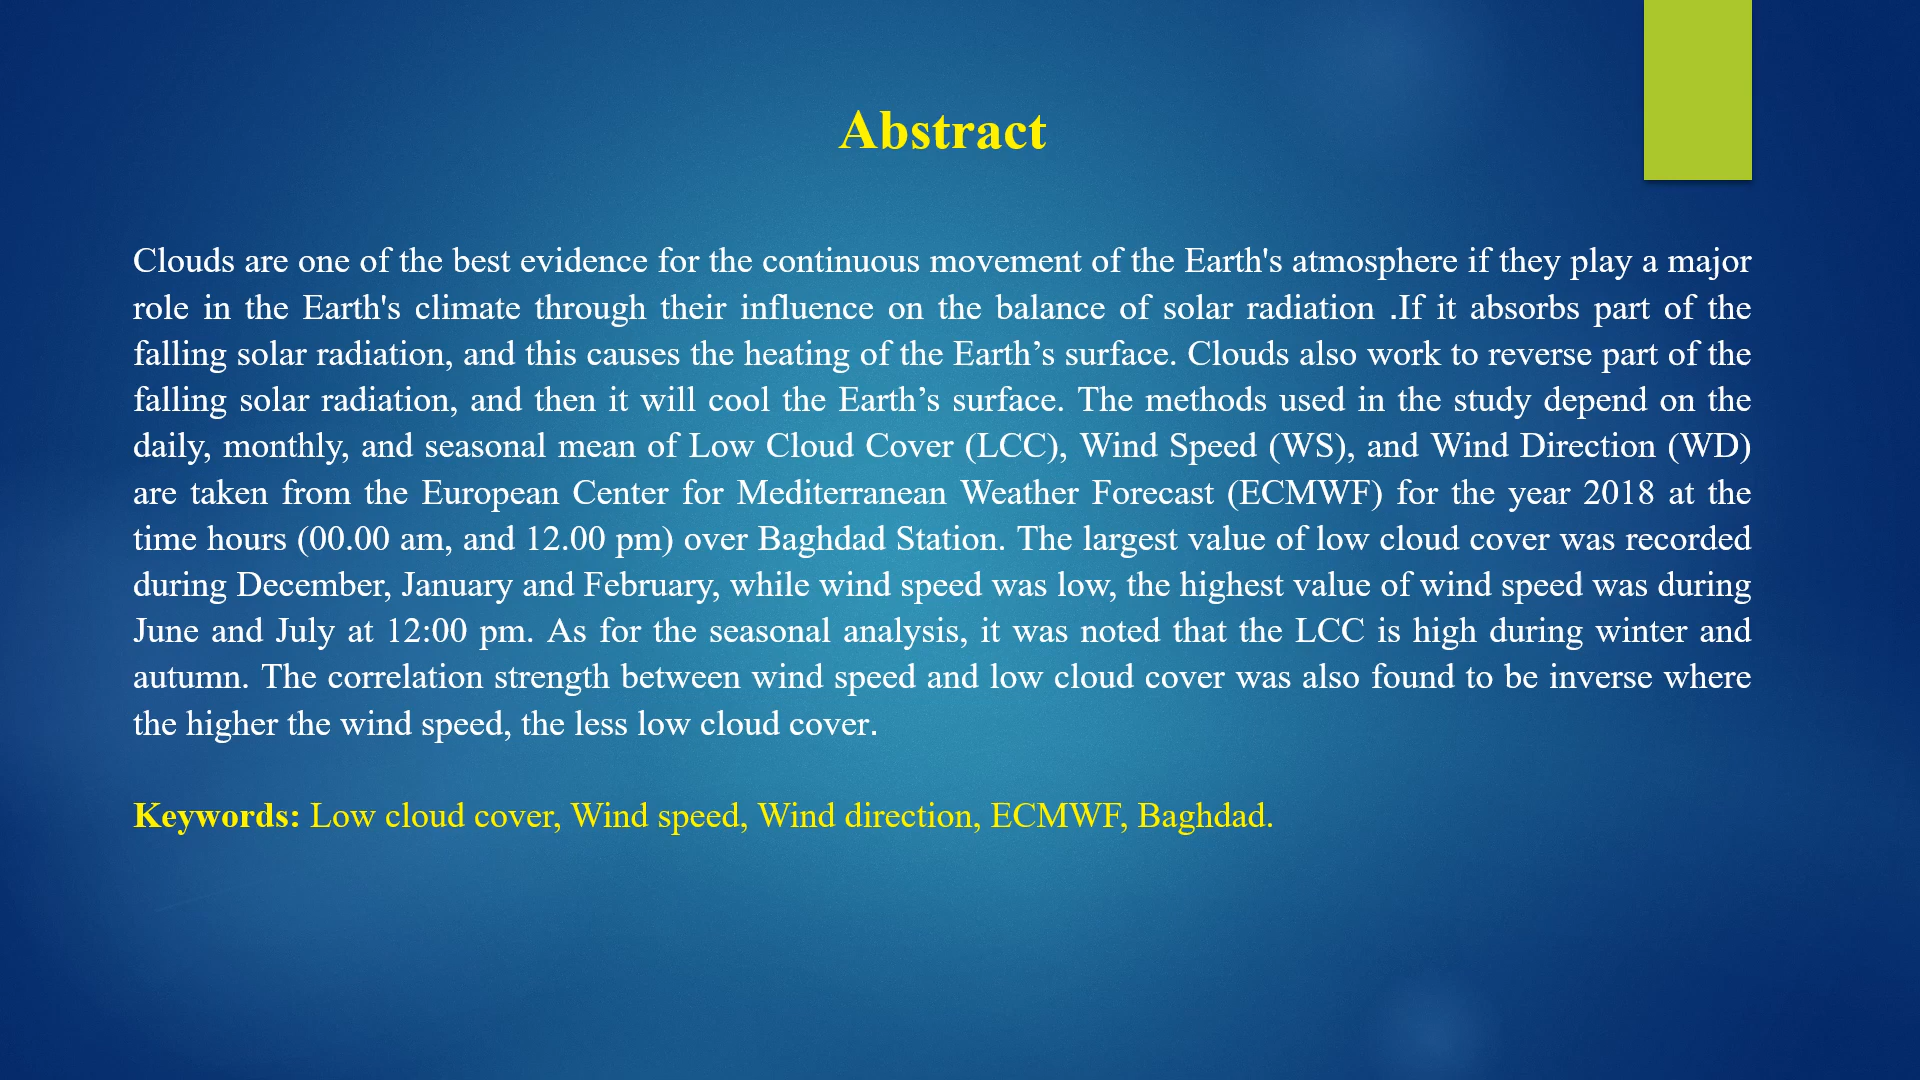 Abstract
Clouds are one of the best evidence for the continuous movement of the Earth's atmosphere if they play a major
role in the Earth's climate through their influence on the balance of solar radiation .If it absorbs part of the
falling solar radiation, and this causes the heating of the Earth’s surface. Clouds also work to reverse part of the
falling solar radiation, and then it will cool the Earth’s surface. The methods used in the study depend on the
daily, monthly, and seasonal mean of Low Cloud Cover (LCC), Wind Speed (WS), and Wind Direction (WD)
are taken from the European Center for Mediterranean Weather Forecast (ECMWF) for the year 2018 at the
time hours (00.00 am, and 12.00 pm) over Baghdad Station. The largest value of low cloud cover was recorded
during December, January and February, while wind speed was low, the highest value of wind speed was during
June and July at 12:00 pm. As for the seasonal analysis, it was noted that the LCC is high during winter and
autumn. The correlation strength between wind speed and low cloud cover was also found to be inverse where
the higher the wind speed, the less low cloud cover.
Keywords: Low cloud cover, Wind speed, Wind direction, ECMWF, Baghdad.